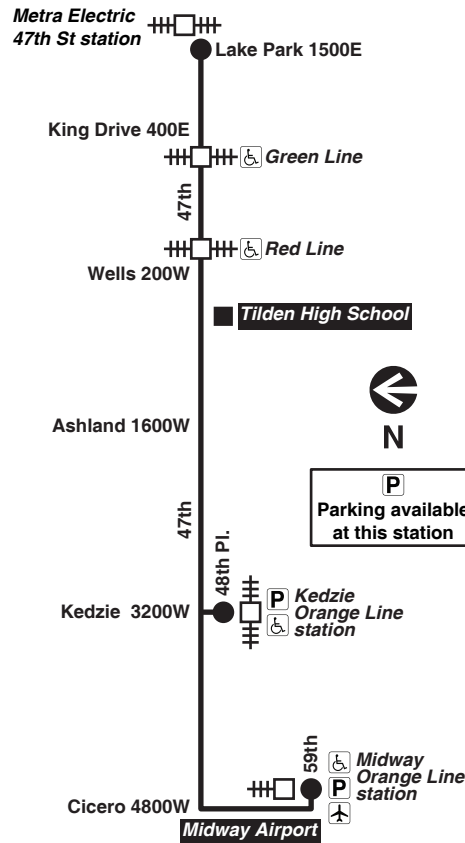 Metra Electric
47th St station
Lake Park 1500E
King Drive 400E
Green Line
47th
Red Line
Wells 200W
Tilden High School
N
Ashland 1600W
P
Parking available
at this station
47th
48th Pl.
Kedzie 3200W
P Kedzie
Orange Line
station
59th
Midway
P Orange Line
station
Cicero 4800W
Midway Airport